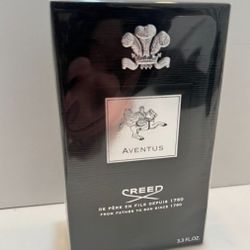 AVENTUS
CREED
DE PÈRE EN FILS DEPUIS 1760
FROM FATHER TO SON SINCE 1760
3.3 FL.OZ.